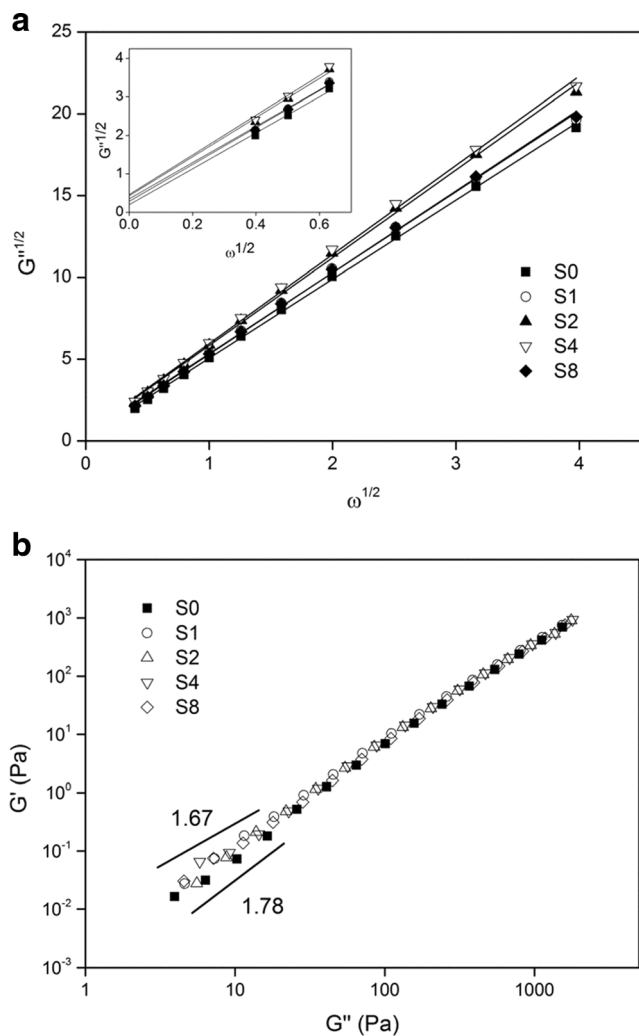 a
25
20
15
10
5
0
G''1/2
0 1 2 3 4
ω1/2
4
3
2
1
0
G''1/2
0.0 0.2 0.4 0.6
ω1/2
S0
S1
S2
S4
S8
b
10⁴
10³
10²
10¹
10⁰
10⁻¹
10⁻²
10⁻³
G' (Pa)
S0
S1
S2
S4
S8
1.67
1.78
1 10 100 1000
G'' (Pa)